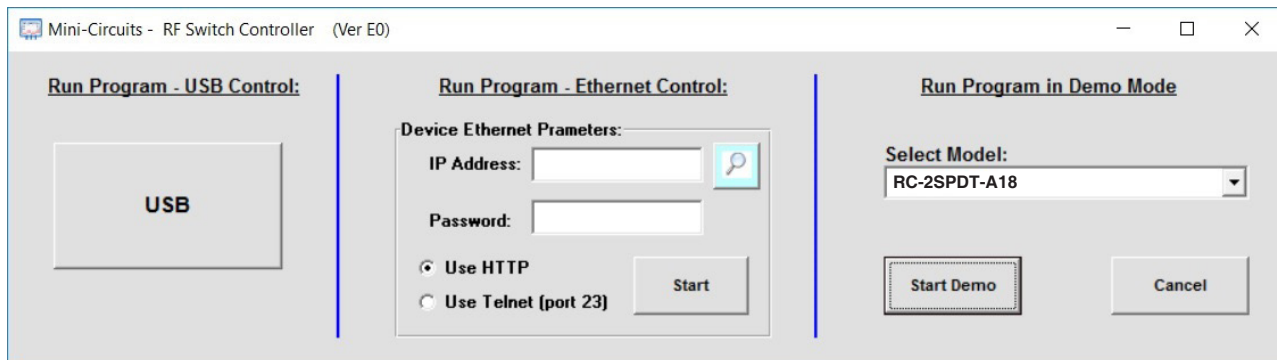 Mini-Circuits - RF Switch Controller (Ver E0)
Run Program - USB Control:
USB
Run Program - Ethernet Control:
Device Ethernet Prameters:
IP Address:
Password:
Use HTTP
Use Telnet (port 23)
Start
Run Program in Demo Mode
Select Model:
RC-2SPDT-A18
Start Demo
Cancel